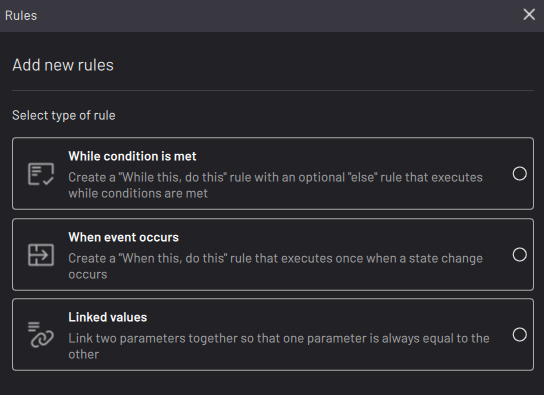 Rules
Add new rules
Select type of rule
While condition is met
Create a "While this, do this" rule with an optional "else" rule that executes
while conditions are met
When event occurs
Create a "When this, do this" rule that executes once when a state change
occurs
Linked values
Link two parameters together so that one parameter is always equal to the
other